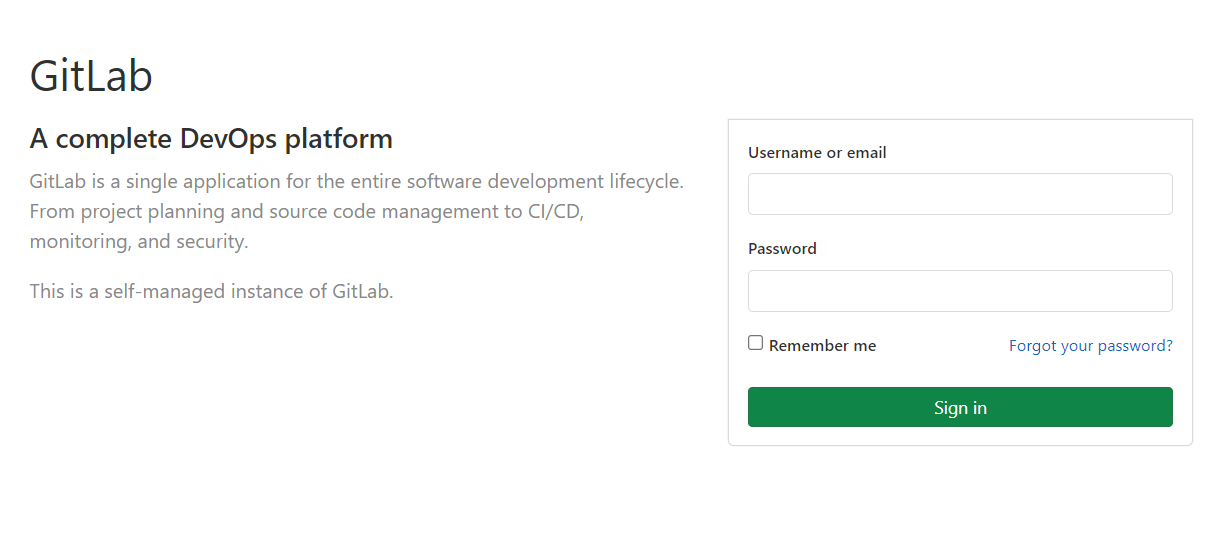 GitLab
A complete DevOps platform
GitLab is a single application for the entire software development lifecycle.
From project planning and source code management to CI/CD,
monitoring, and security.
This is a self-managed instance of GitLab.
Username or email
Password
Remember me
Forgot your password?
Sign in